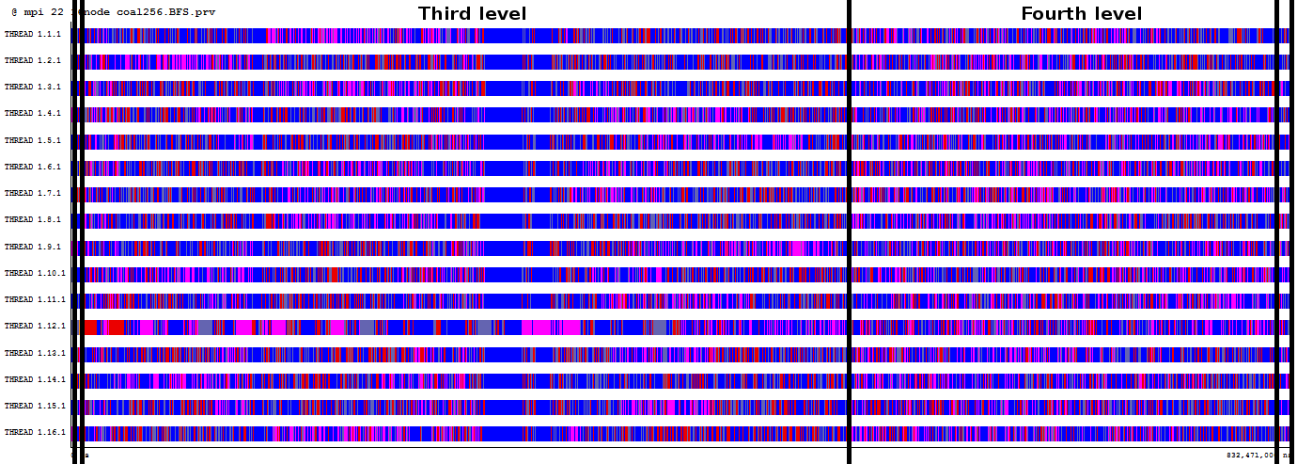 @ mpi 22 node coal256.BFS.prv
Third level
Fourth level
THREAD 1.1.1
THREAD 1.2.1
THREAD 1.3.1
THREAD 1.4.1
THREAD 1.5.1
THREAD 1.6.1
THREAD 1.7.1
THREAD 1.8.1
THREAD 1.9.1
THREAD 1.10.1
THREAD 1.11.1
THREAD 1.12.1
THREAD 1.13.1
THREAD 1.14.1
THREAD 1.15.1
THREAD 1.16.1